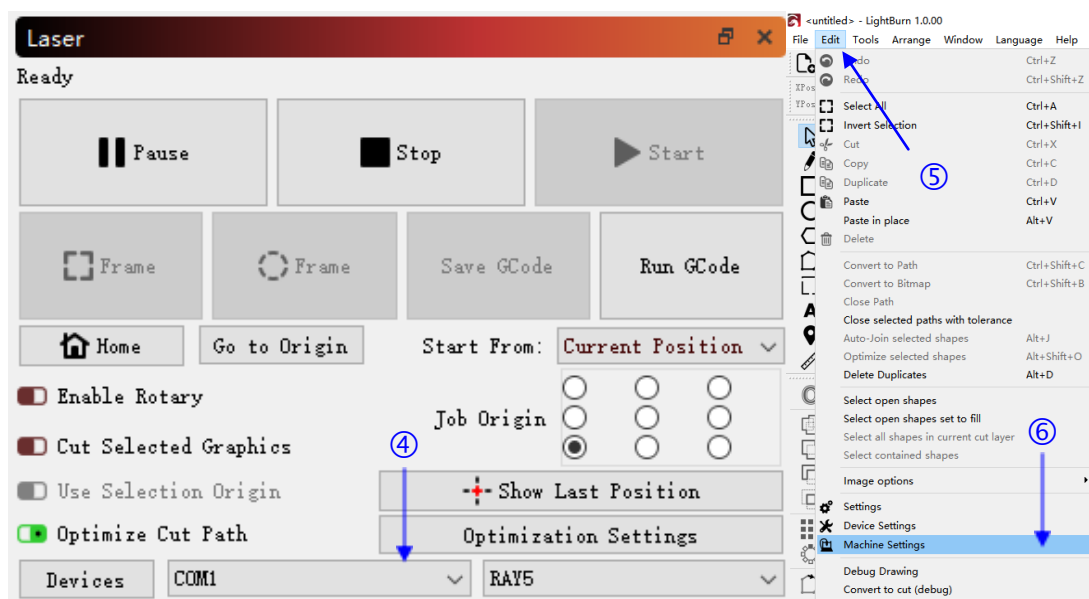 Laser
Ready
Pause
Stop
Start
Frame
Frame
Save GCode
Run GCode
Home
Go to Origin
Start From:
Current Position
Enable Rotary
Job Origin
Cut Selected Graphics
④
Use Selection Origin
Show Last Position
Optimize Cut Path
Optimization Settings
Devices
COM1
RAY5
<untitled> - LightBurn 1.0.00
File Edit Tools Arrange Window Language Help
Undo Ctrl+Z
Redo Ctrl+Shift+Z
XPos
YPos
Select All Ctrl+A
Invert Selection Ctrl+Shift+I
Cut Ctrl+X
Copy Ctrl+C
⑤
Duplicate Ctrl+D
Paste Ctrl+V
Paste in place Alt+V
Delete
Convert to Path Ctrl+Shift+C
Convert to Bitmap Ctrl+Shift+B
Close Path
Close selected paths with tolerance
Auto-Join selected shapes Alt+J
Optimize selected shapes Alt+Shift+O
Delete Duplicates Alt+D
Select open shapes
Select open shapes set to fill
⑥
Select all shapes in current cut layer
Select contained shapes
Image options
Settings
Device Settings
Machine Settings
Debug Drawing
Convert to cut (debug)